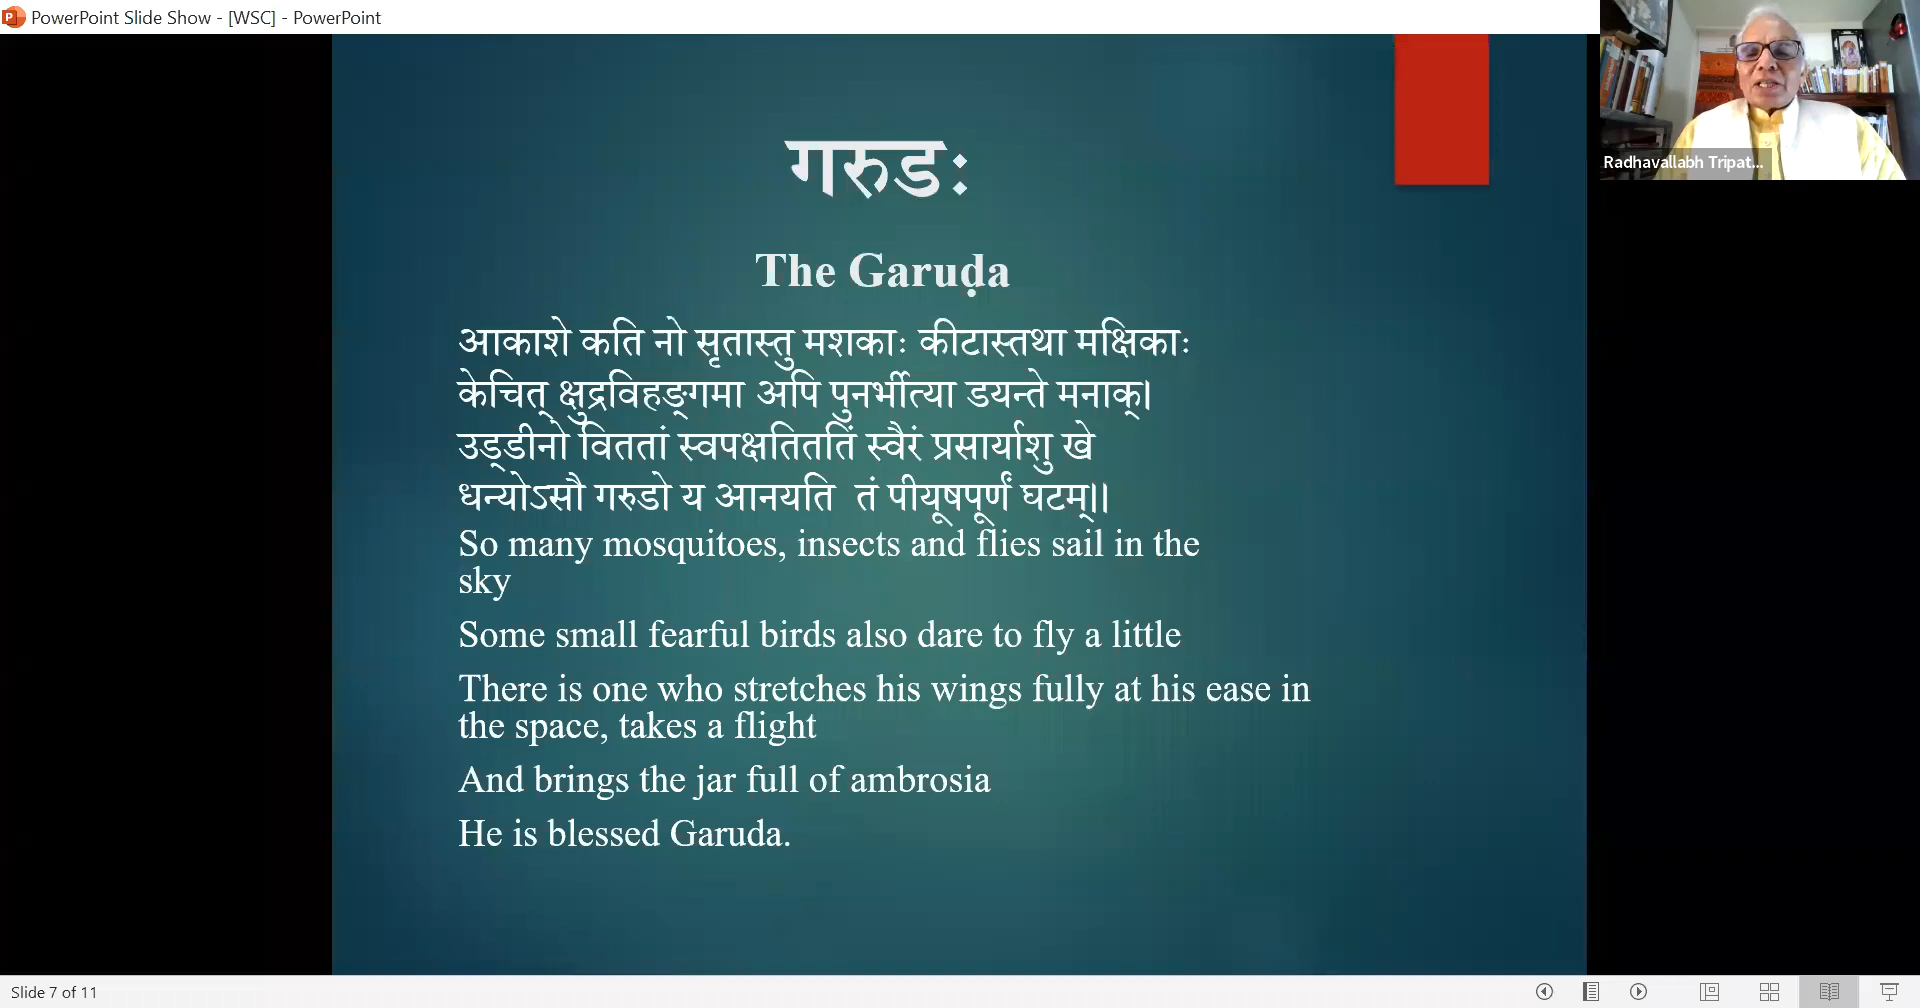 PowerPoint Slide Show - [WSC] - PowerPoint
Radhavallabh Tripat...
गरुडः
The Garuḍa
आकाशे कति नो सृतास्तु मशकाः कीटास्तथा मक्षिकाः
केचित् क्षुद्रविहङ्गमा अपि पुनर्भीत्या डयन्ते मनाक्।
उड्डीनो विततां स्वपक्षतिततिं स्वैरं प्रसार्याशु खे
धन्योऽसौ गरुडो य आनयति तं पीयूषपूर्णं घटम्।।
So many mosquitoes, insects and flies sail in the
sky
Some small fearful birds also dare to fly a little
There is one who stretches his wings fully at his ease in
the space, takes a flight
And brings the jar full of ambrosia
He is blessed Garuda.
Slide 7 of 11